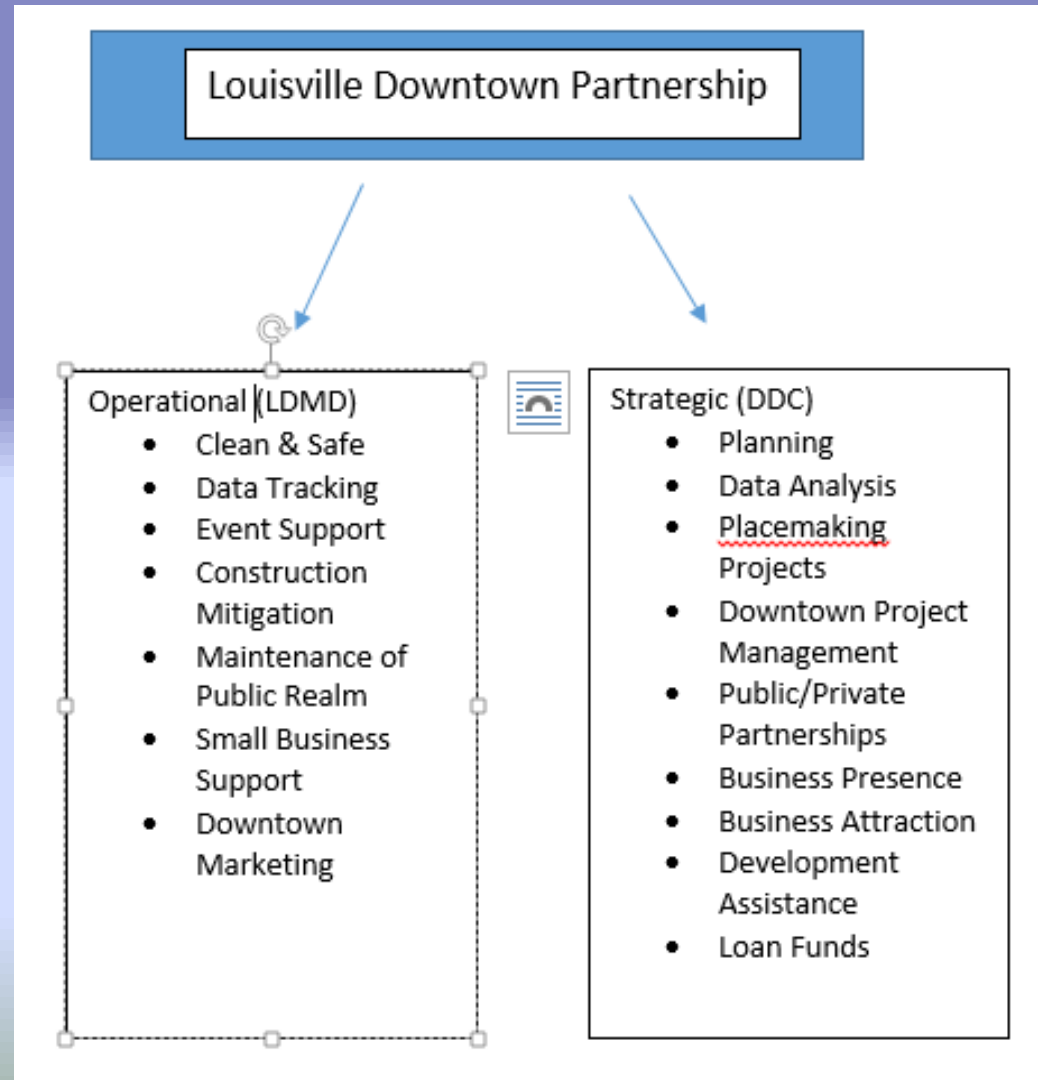 Louisville Downtown Partnership
Operational (LDMD)
• Clean & Safe
• Data Tracking
• Event Support
• Construction
Mitigation
• Maintenance of
Public Realm
• Small Business
Support
• Downtown
Marketing
Strategic (DDC)
• Planning
• Data Analysis
• Placemaking
Projects
• Downtown Project
Management
• Public/Private
Partnerships
• Business Presence
• Business Attraction
• Development
Assistance
• Loan Funds